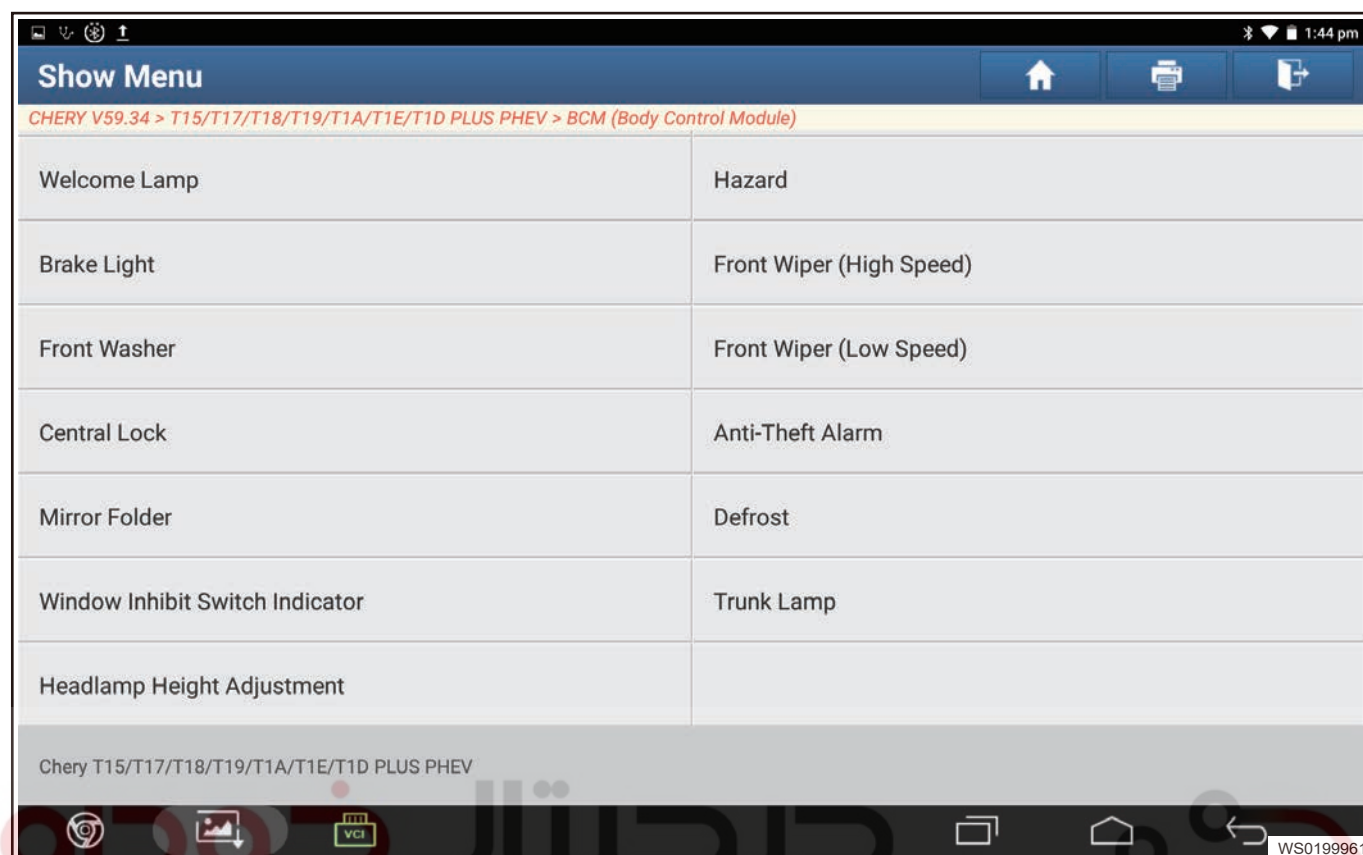 1:44 pm
Show Menu
CHERY V59.34 > T15/T17/T18/T19/T1A/T1E/T1D PLUS PHEV > BCM (Body Control Module)
Welcome Lamp
Hazard
Brake Light
Front Wiper (High Speed)
Front Washer
Front Wiper (Low Speed)
Central Lock
Anti-Theft Alarm
Mirror Folder
Defrost
Window Inhibit Switch Indicator
Trunk Lamp
Headlamp Height Adjustment
Chery T15/T17/T18/T19/T1A/T1E/T1D PLUS PHEV
VCI
WS0199961